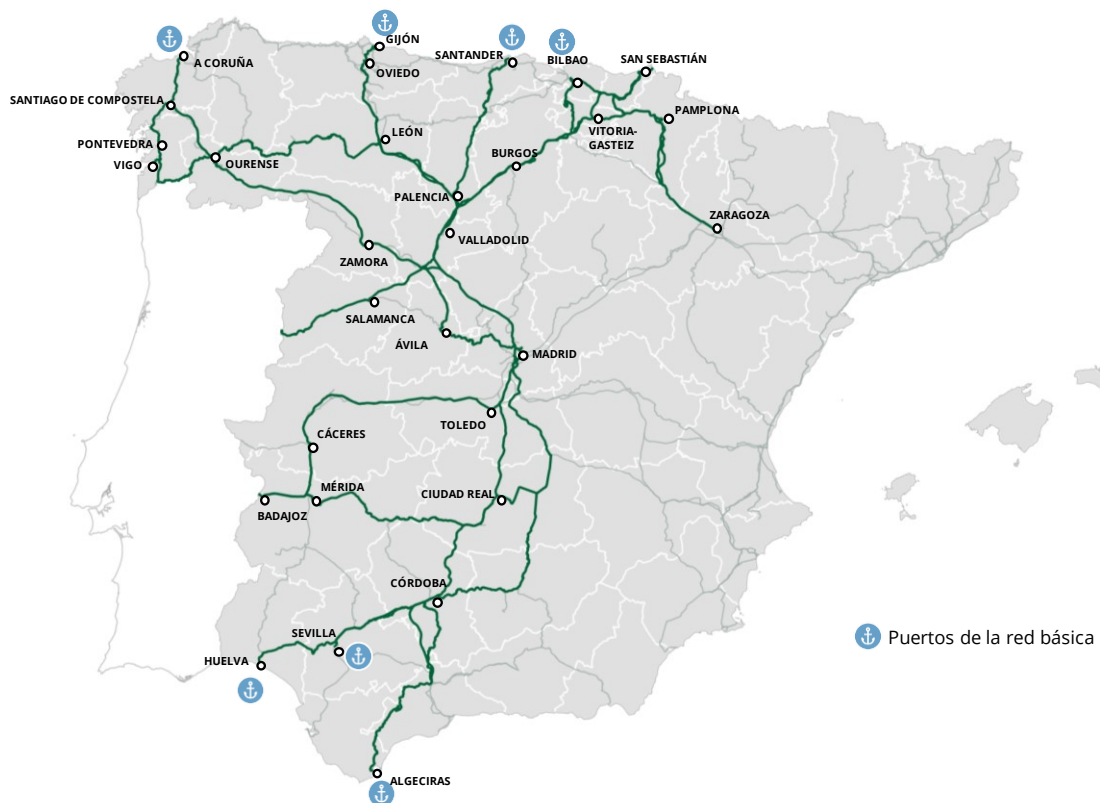 GIJÓN
A CORUÑA
OVIEDO
SANTANDER
BILBAO
SAN SEBASTIÁN
SANTIAGO DE COMPOSTELA
PAMPLONA
LEÓN
VITORIA-
GASTEIZ
PONTEVEDRA
VIGO
OURENSE
BURGOS
PALENCIA
ZARAGOZA
VALLADOLID
ZAMORA
SALAMANCA
ÁVILA
MADRID
TOLEDO
CÁCERES
MÉRIDA
CIUDAD REAL
BADAJOZ
CÓRDOBA
SEVILLA
Puertos de la red básica
HUELVA
ALGECIRAS